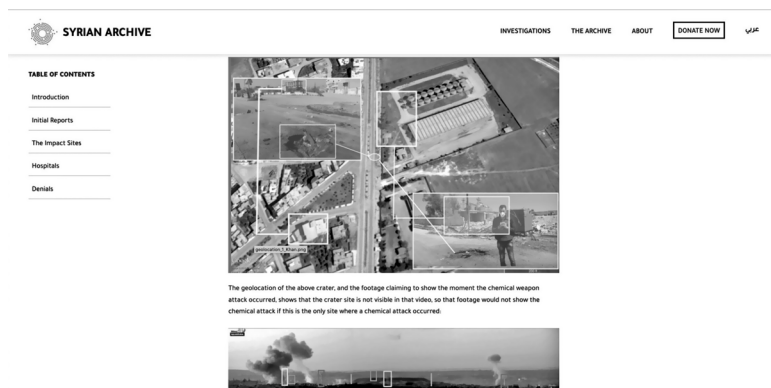 SYRIAN ARCHIVE
INVESTIGATIONS THE ARCHIVE ABOUT DONATE NOW عربي
TABLE OF CONTENTS
Introduction
Initial Reports
The Impact Sites
Hospitals
Denials
geolocation_1_Khan.png
The geolocation of the above crater, and the footage claiming to show the moment the chemical weapon
attack occurred, shows that the crater site is not visible in that video, so that footage would not show the
chemical attack if this is the only site where a chemical attack occurred: